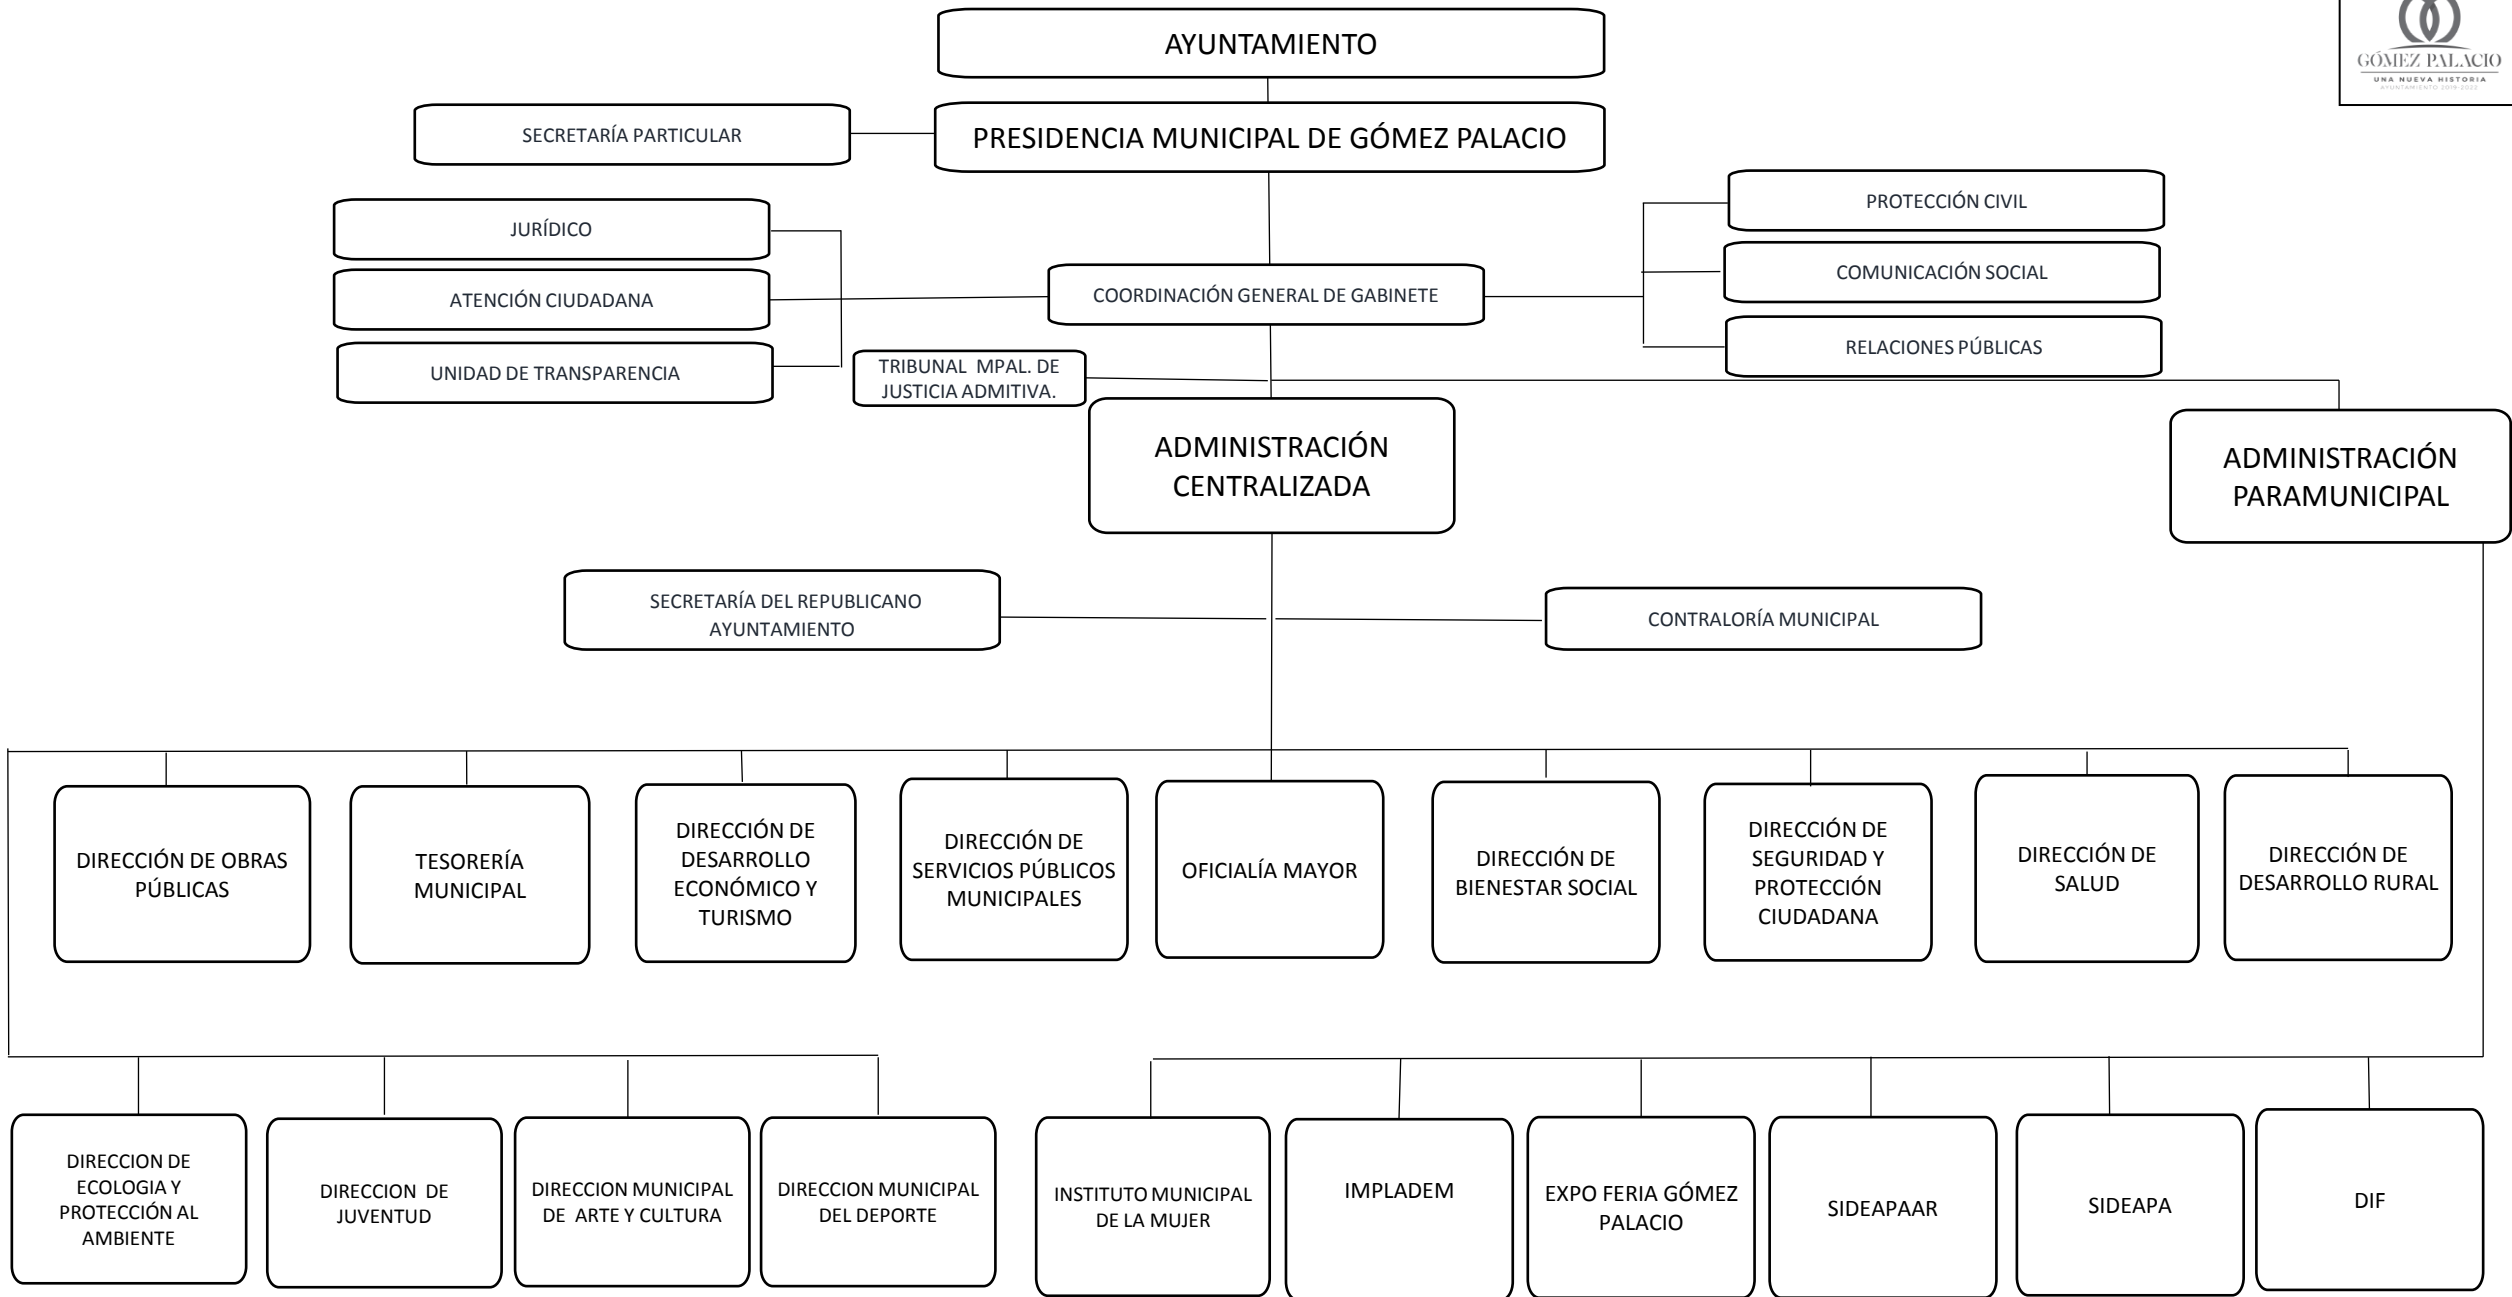 AYUNTAMIENTO
GÓMEZ PALACIO
UNA NUEVA HISTORIA
AYUNTAMIENTO 2019-2022
SECRETARÍA PARTICULAR
PRESIDENCIA MUNICIPAL DE GÓMEZ PALACIO
JURÍDICO
ATENCIÓN CIUDADANA
UNIDAD DE TRANSPARENCIA
COORDINACIÓN GENERAL DE GABINETE
PROTECCIÓN CIVIL
COMUNICACIÓN SOCIAL
RELACIONES PÚBLICAS
TRIBUNAL MPAL. DE
JUSTICIA ADMITIVA.
ADMINISTRACIÓN
CENTRALIZADA
ADMINISTRACIÓN
PARAMUNICIPAL
SECRETARÍA DEL REPUBLICANO
AYUNTAMIENTO
CONTRALORÍA MUNICIPAL
DIRECCIÓN DE OBRAS
PÚBLICAS
TESORERÍA
MUNICIPAL
DIRECCIÓN DE
DESARROLLO
ECONÓMICO Y
TURISMO
DIRECCIÓN DE
SERVICIOS PÚBLICOS
MUNICIPALES
OFICIALÍA MAYOR
DIRECCIÓN DE
BIENESTAR SOCIAL
DIRECCIÓN DE
SEGURIDAD Y
PROTECCIÓN
CIUDADANA
DIRECCIÓN DE
SALUD
DIRECCIÓN DE
DESARROLLO RURAL
DIRECCION DE
ECOLOGIA Y
PROTECCIÓN AL
AMBIENTE
DIRECCION DE
JUVENTUD
DIRECCION MUNICIPAL
DE ARTE Y CULTURA
DIRECCION MUNICIPAL
DEL DEPORTE
INSTITUTO MUNICIPAL
DE LA MUJER
IMPLADEM
EXPO FERIA GÓMEZ
PALACIO
SIDEAPAAR
SIDEAPA
DIF